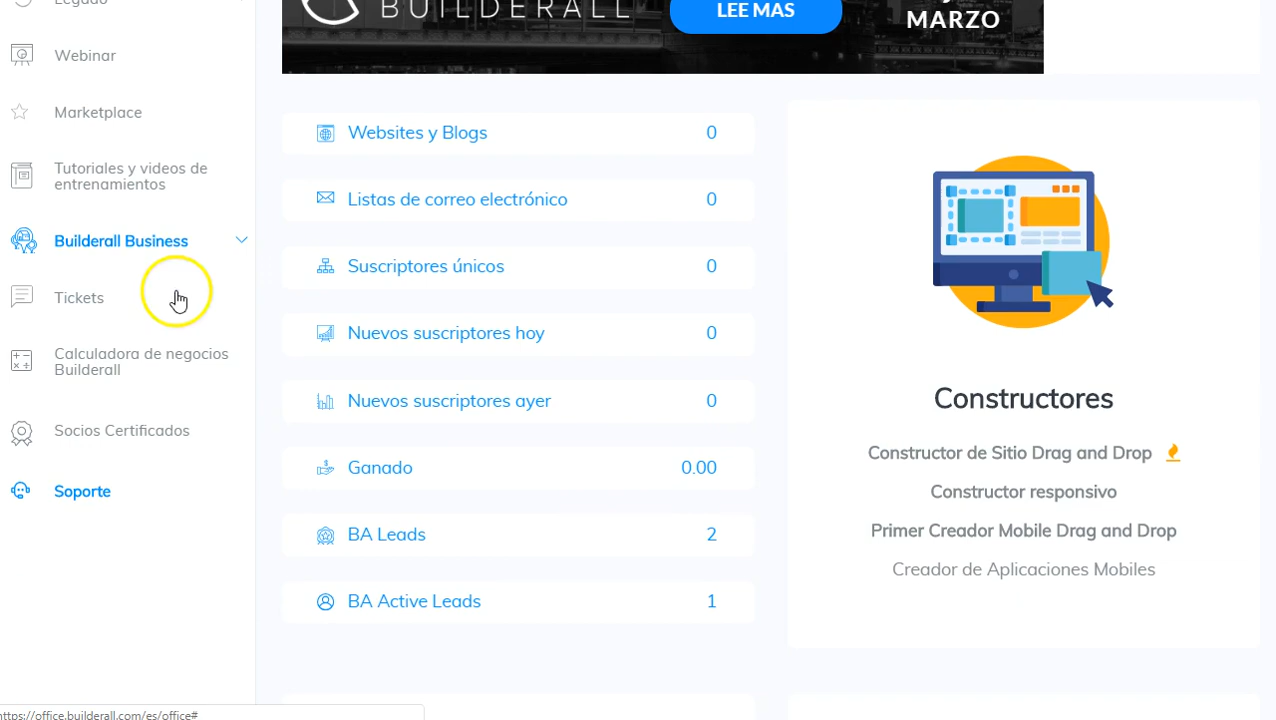 Legado
BUILDERALL
LEE MAS
MARZO
Webinar
Marketplace
Tutoriales y videos de
entrenamientos
Builderall Business
Tickets
Calculadora de negocios
Builderall
Socios Certificados
Soporte
Websites y Blogs 0
Listas de correo electrónico 0
Suscriptores únicos 0
Nuevos suscriptores hoy 0
Nuevos suscriptores ayer 0
Ganado 0.00
BA Leads 2
BA Active Leads 1
Constructores
Constructor de Sitio Drag and Drop
Constructor responsivo
Primer Creador Mobile Drag and Drop
Creador de Aplicaciones Mobiles
https://office.builderall.com/es/office#